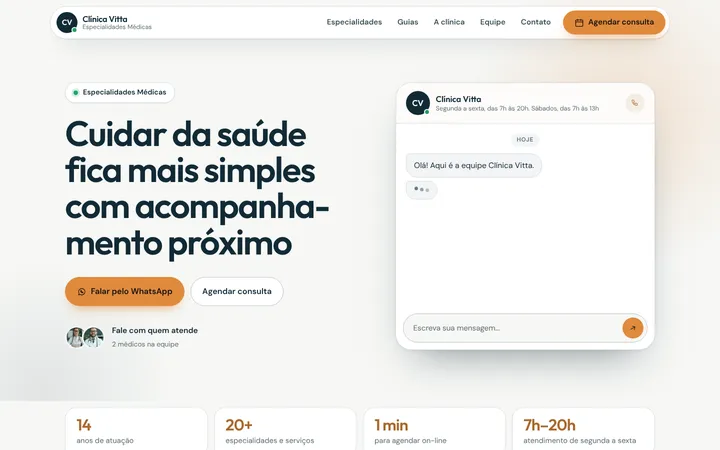 CV
Clínica Vitta
Especialidades Médicas
Especialidades
Guias
A clínica
Equipe
Contato
Agendar consulta
Especialidades Médicas
Cuidar da saúde
fica mais simples
com acompanha-
mento próximo
Falar pelo WhatsApp
Agendar consulta
Fale com quem atende
2 médicos na equipe
CV
Clínica Vitta
Segunda a sexta, das 7h às 20h. Sábados, das 7h às 13h
HOJE
Olá! Aqui é a equipe Clínica Vitta.
Escreva sua mensagem...
14
anos de atuação
20+
especialidades e serviços
1 min
para agendar on-line
7h–20h
atendimento de segunda a sexta